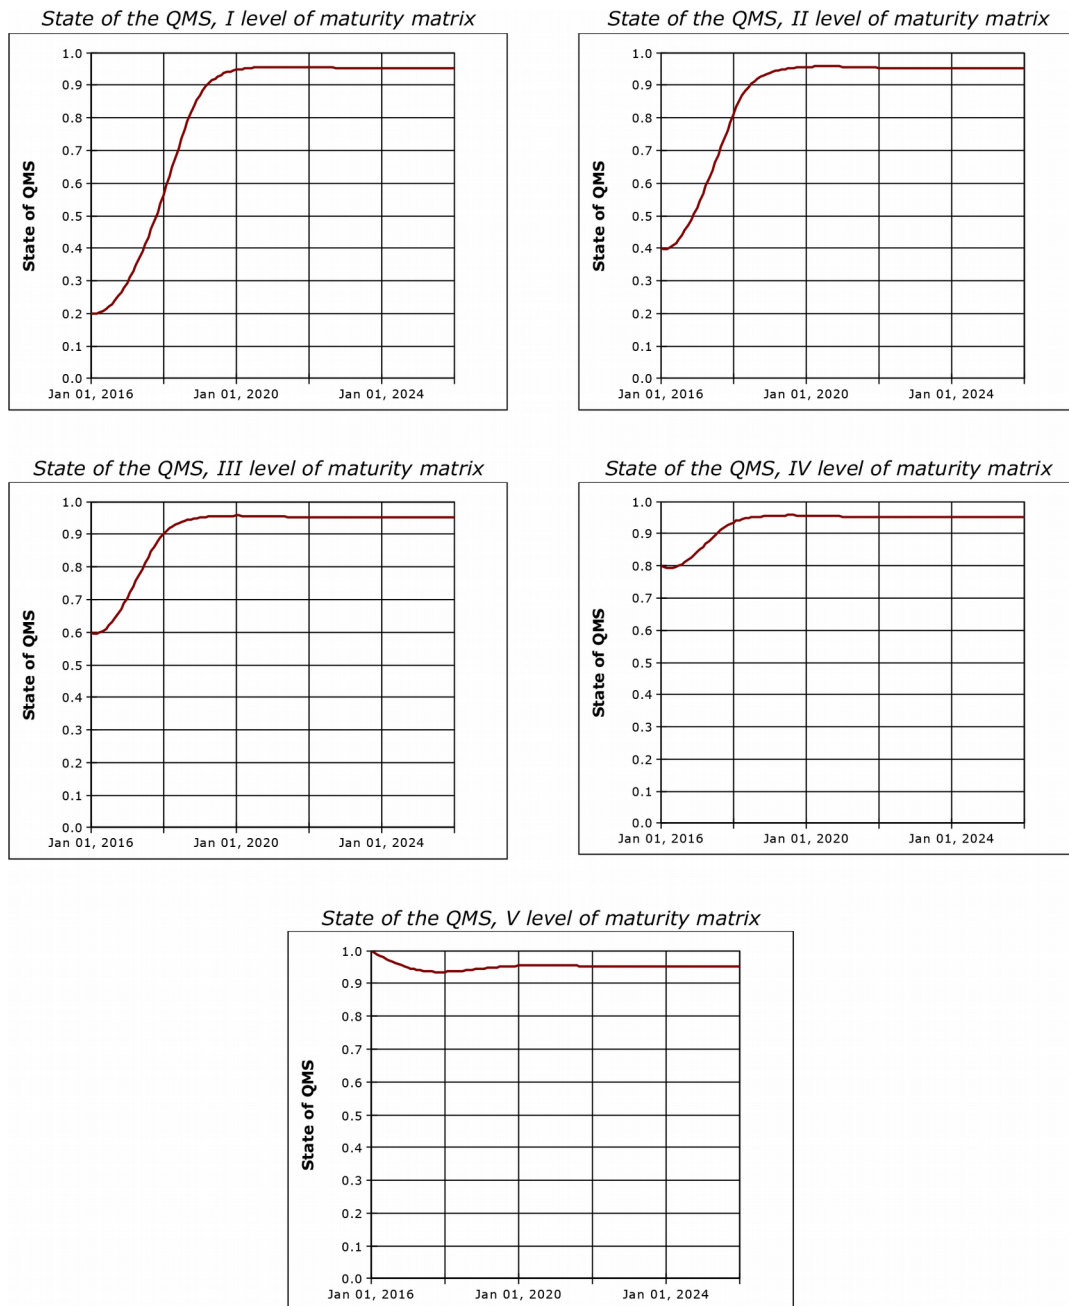 State of the QMS, I level of maturity matrix
1.0
0.9
0.8
0.7
0.6
0.5
0.4
0.3
0.2
0.1
0.0
State of QMS
Jan 01, 2016
Jan 01, 2020
Jan 01, 2024
State of the QMS, II level of maturity matrix
1.0
0.9
0.8
0.7
0.6
0.5
0.4
0.3
0.2
0.1
0.0
State of QMS
Jan 01, 2016
Jan 01, 2020
Jan 01, 2024
State of the QMS, III level of maturity matrix
1.0
0.9
0.8
0.7
0.6
0.5
0.4
0.3
0.2
0.1
0.0
State of QMS
Jan 01, 2016
Jan 01, 2020
Jan 01, 2024
State of the QMS, IV level of maturity matrix
1.0
0.9
0.8
0.7
0.6
0.5
0.4
0.3
0.2
0.1
0.0
State of QMS
Jan 01, 2016
Jan 01, 2020
Jan 01, 2024
State of the QMS, V level of maturity matrix
1.0
0.9
0.8
0.7
0.6
0.5
0.4
0.3
0.2
0.1
0.0
State of QMS
Jan 01, 2016
Jan 01, 2020
Jan 01, 2024